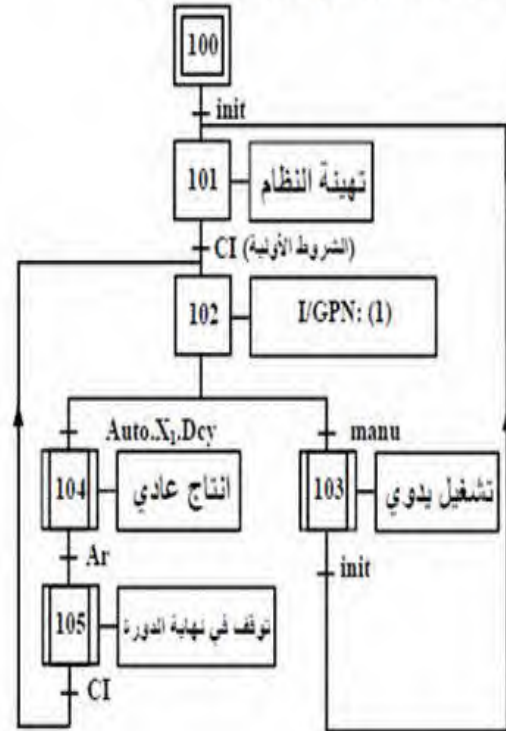 100
init
101 تهيئة النظام
CI (الشروط الأولية)
102 I/GPN: (1)
Auto.X₁.Dcy manu
104 انتاج عادي 103 تشغيل يدوي
Ar init
105 توقف في نهاية الدورة
CI